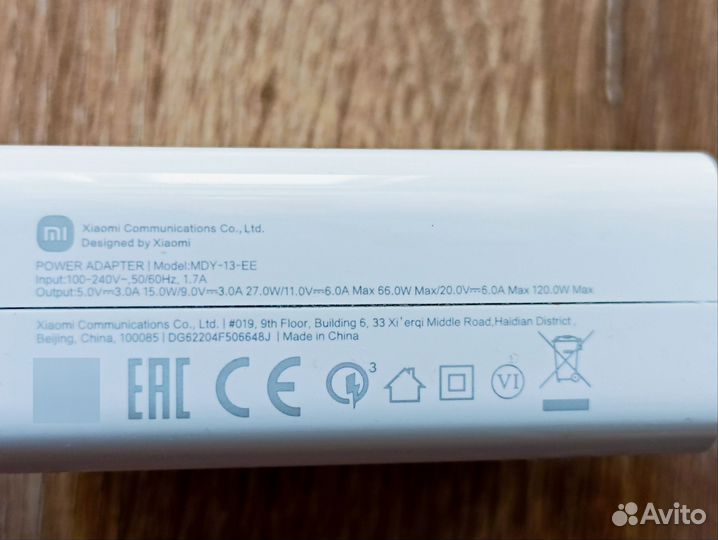 mi
Xiaomi Communications Co., Ltd.
Designed by Xiaomi
POWER ADAPTER | Model:MDY-13-EE
Input:100-240V~,50/60Hz, 1.7A
Output:5.0V⎓3.0A 15.0W/9.0V⎓3.0A 27.0W/11.0V⎓6.0A Max 66.0W Max/20.0V⎓6.0A Max 120.0W Max
Xiaomi Communications Co., Ltd. | #019, 9th Floor, Building 6, 33 Xi'erqi Middle Road,Haidian District ,
Beijing, China, 100085 | DG62204F506648J | Made in China
EAC CE 3 VI
Avito